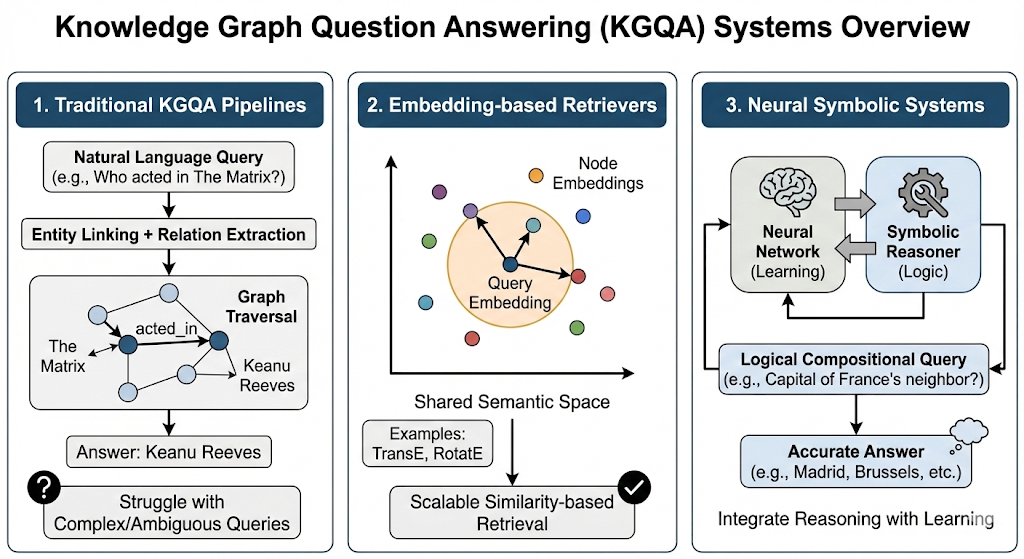 Knowledge Graph Question Answering (KGQA) Systems Overview
1. Traditional KGQA Pipelines
Natural Language Query
(e.g., Who acted in The Matrix?)
Entity Linking + Relation Extraction
Graph
Traversal
acted_in
The
Matrix
Keanu
Reeves
Answer: Keanu Reeves
?
Struggle with
Complex/Ambiguous Queries
2. Embedding-based Retrievers
Node
Embeddings
Query
Embedding
Shared Semantic Space
Examples:
TransE, RotatE
Scalable Similarity-based
Retrieval
3. Neural Symbolic Systems
Neural
Network
(Learning)
Symbolic
Reasoner
(Logic)
Logical Compositional Query
(e.g., Capital of France's neighbor?)
Accurate Answer
(e.g., Madrid, Brussels, etc.)
Integrate Reasoning with Learning